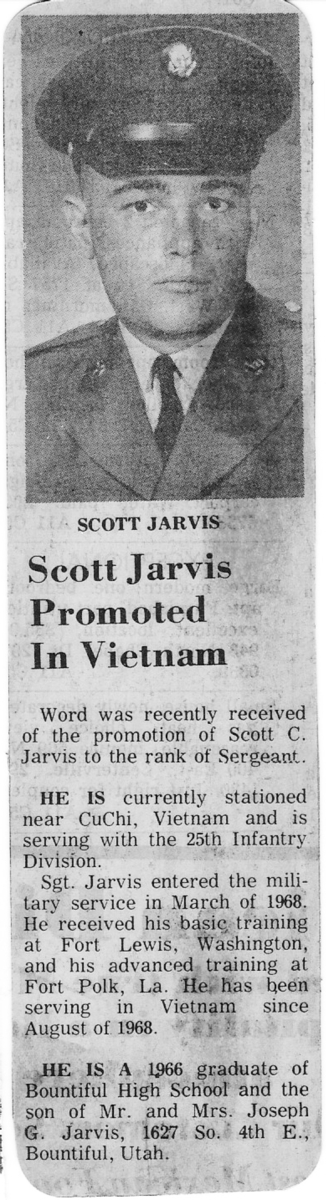 SCOTT JARVIS
Scott Jarvis
Promoted
In Vietnam
Word was recently received
of the promotion of Scott C.
Jarvis to the rank of Sergeant.
HE IS currently stationed
near CuChi, Vietnam and is
serving with the 25th Infantry
Division.
Sgt. Jarvis entered the mili-
tary service in March of 1968.
He received his basic training
at Fort Lewis, Washington,
and his advanced training at
Fort Polk, La. He has been
serving in Vietnam since
August of 1968.
HE IS A 1966 graduate of
Bountiful High School and the
son of Mr. and Mrs. Joseph
G. Jarvis, 1627 So. 4th E.,
Bountiful, Utah.